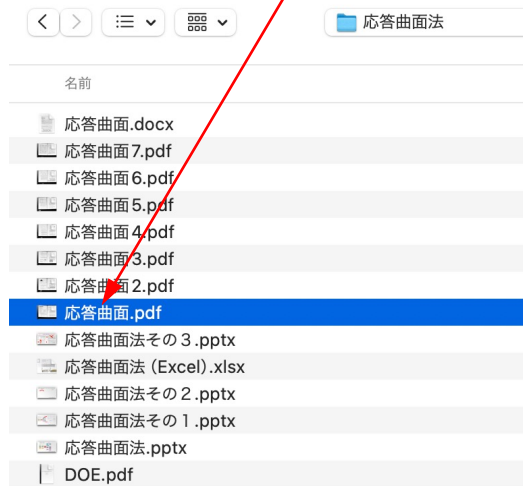 応答曲面法
名前
応答曲面.docx
応答曲面7.pdf
応答曲面6.pdf
応答曲面5.pdf
応答曲面4.pdf
応答曲面3.pdf
応答曲面2.pdf
応答曲面.pdf
応答曲面法その３.pptx
応答曲面法（Excel）.xlsx
応答曲面法その２.pptx
応答曲面法その１.pptx
応答曲面法.pptx
DOE.pdf